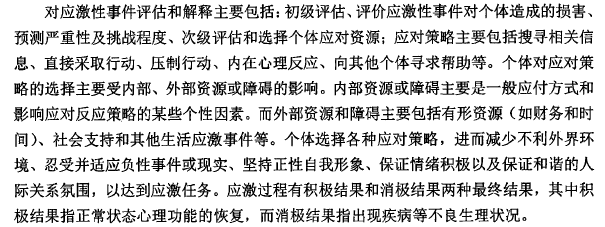 对应激性事件评估和解释主要包括：初级评估、评价应激性事件对个体造成的损害、
预测严重性及挑战程度、次级评估和选择个体应对资源；应对策略主要包括搜寻相关信
息、直接采取行动、压制行动、内在心理反应、向其他个体寻求帮助等。个体对应对策
略的选择主要受内部、外部资源或障碍的影响。内部资源或障碍主要是一般应付方式和
影响应对反应策略的某些个性因素。而外部资源和障碍主要包括有形资源（如财务和时
间）、社会支持和其他生活应激事件等。个体选择各种应对策略，进而减少不利外界环
境、忍受并适应负性事件或现实、坚持正性自我形象、保证情绪积极以及保证和谐的人
际关系氛围，以达到应激任务。应激过程有积极结果和消极结果两种最终结果，其中积
极结果指正常状态心理功能的恢复，而消极结果指出现疾病等不良生理状况。